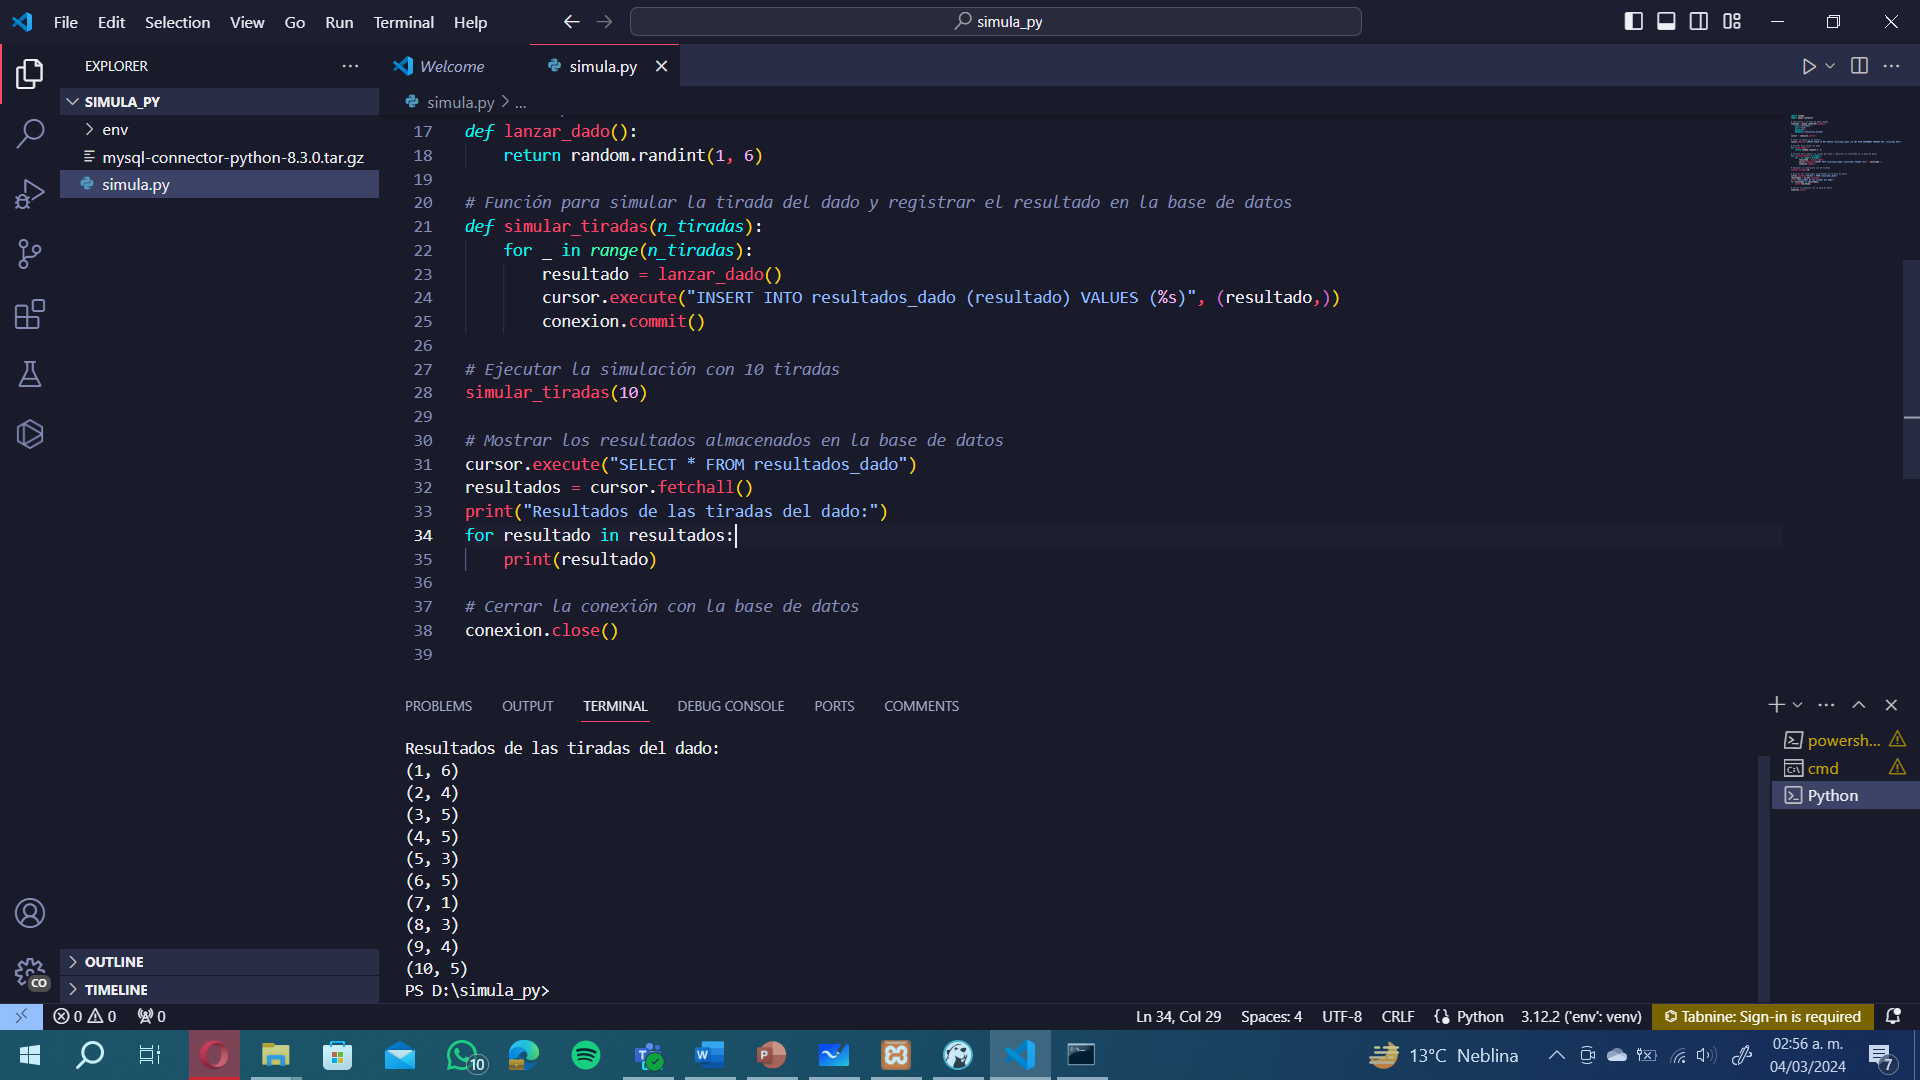 File Edit Selection View Go Run Terminal Help
simula_py
EXPLORER
Welcome
simula.py
SIMULA_PY
env
mysql-connector-python-8.3.0.tar.gz
simula.py
simula.py > ...
17 def lanzar_dado():
18 return random.randint(1, 6)
19
20 # Función para simular la tirada del dado y registrar el resultado en la base de datos
21 def simular_tiradas(n_tiradas):
22 for _ in range(n_tiradas):
23 resultado = lanzar_dado()
24 cursor.execute("INSERT INTO resultados_dado (resultado) VALUES (%s)", (resultado,))
25 conexion.commit()
26
27 # Ejecutar la simulación con 10 tiradas
28 simular_tiradas(10)
29
30 # Mostrar los resultados almacenados en la base de datos
31 cursor.execute("SELECT * FROM resultados_dado")
32 resultados = cursor.fetchall()
33 print("Resultados de las tiradas del dado:")
34 for resultado in resultados:
35 print(resultado)
36
37 # Cerrar la conexión con la base de datos
38 conexion.close()
39
PROBLEMS OUTPUT TERMINAL DEBUG CONSOLE PORTS COMMENTS
Resultados de las tiradas del dado:
(1, 6)
(2, 4)
(3, 5)
(4, 5)
(5, 3)
(6, 5)
(7, 1)
(8, 3)
(9, 4)
(10, 5)
PS D:\simula_py>
powersh...
cmd
Python
CO
OUTLINE
TIMELINE
0 0 0
Ln 34, Col 29 Spaces: 4 UTF-8 CRLF Python 3.12.2 ('env': venv) Tabnine: Sign-in is required
10
13°C Neblina
02:56 a. m.
04/03/2024
7